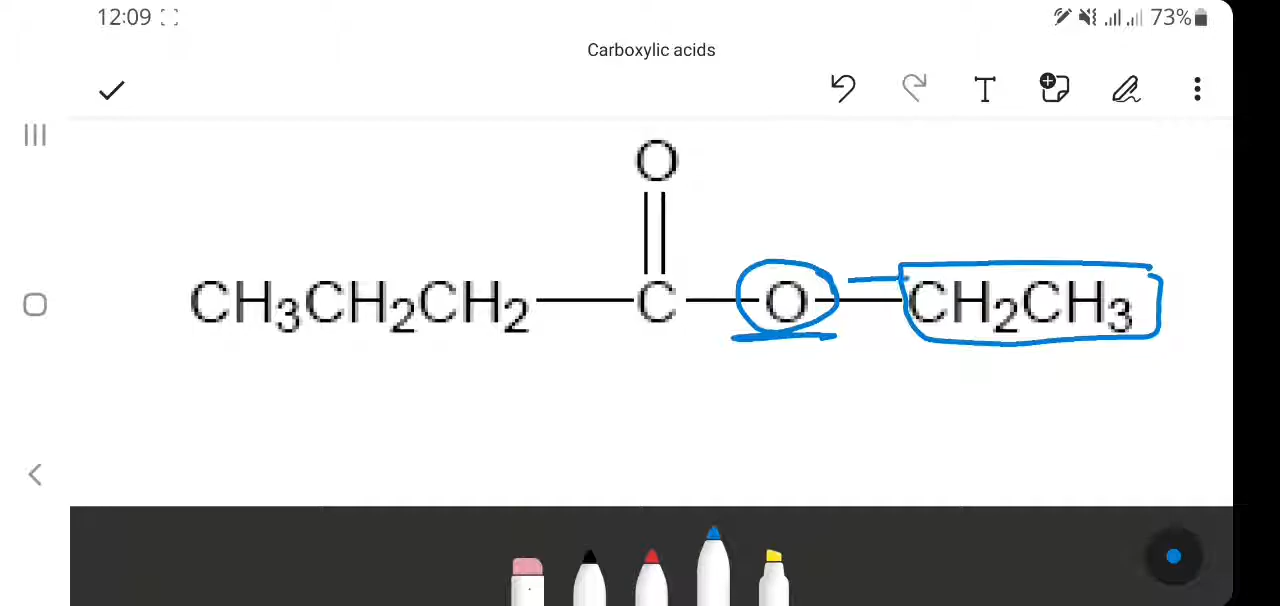 12:09 73%
Carboxylic acids
T
O
CH₃CH₂CH₂—C—O—CH₂CH₃